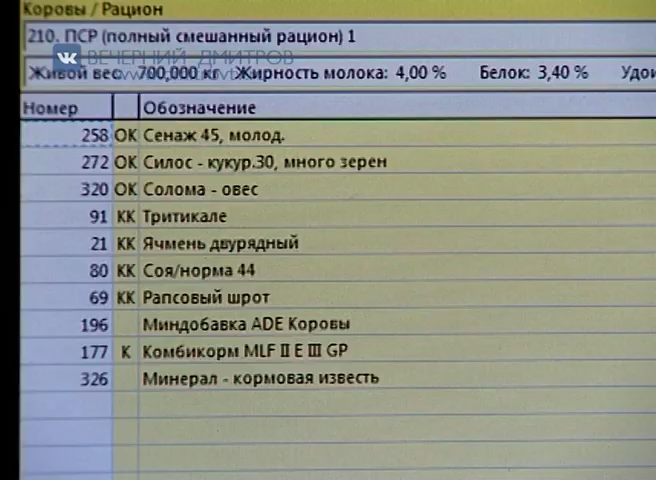 Коровы / Рацион
210. ПСР (полный смешанный рацион) 1
ВЕЧЕРНИЙ ДМИТРОВ
Живой вес: 700,000 кг Жирность молока: 4,00 % Белок: 3,40 %
Номер Обозначение
258 ОК Сенаж 45, молод.
272 ОК Силос - кукур.30, много зерен
320 ОК Солома - овес
91 КК Тритикале
21 КК Ячмень двурядный
80 КК Соя/норма 44
69 КК Рапсовый шрот
196 Миндобавка ADE Коровы
177 К Комбикорм MLF II E III GP
326 Минерал - кормовая известь